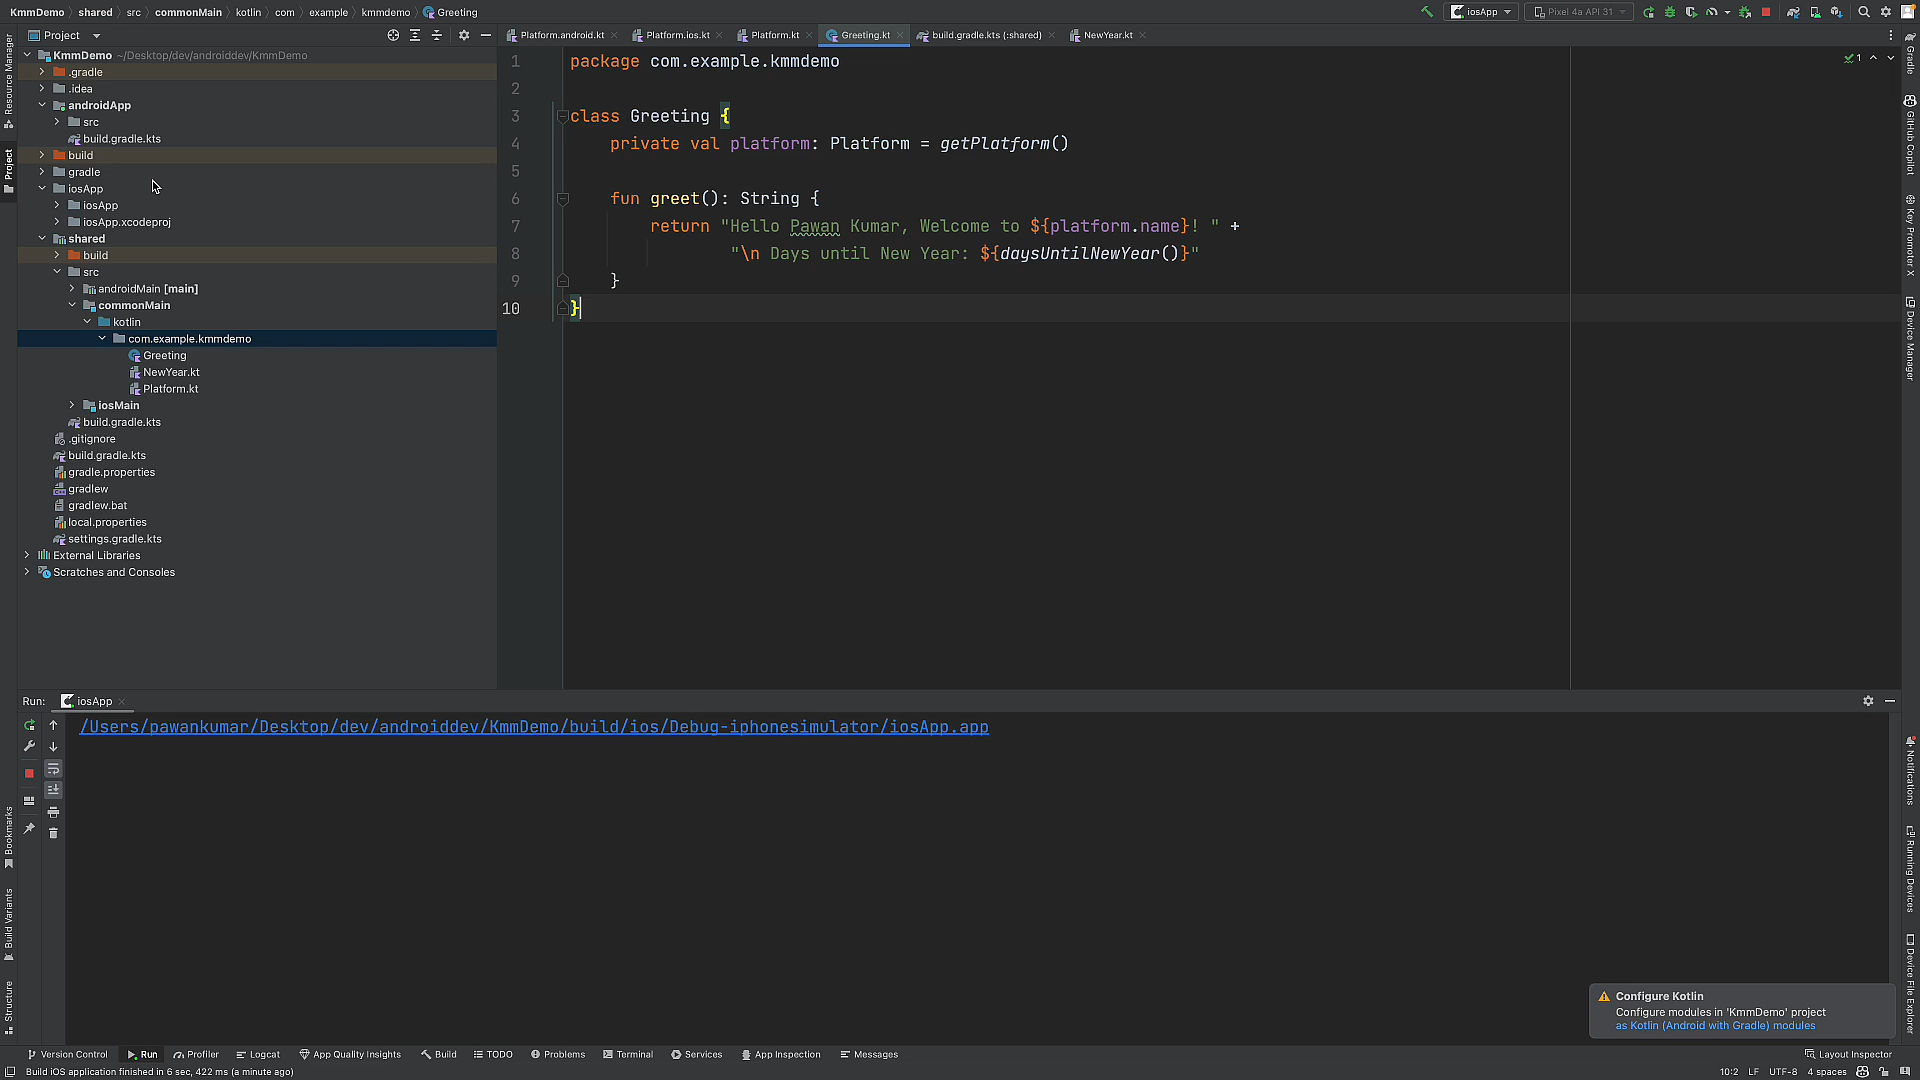 KmmDemo shared src commonMain kotlin com example kmmdemo Greeting
iosApp Pixel 4a API 31
Project
Platform.android.kt Platform.ios.kt Platform.kt Greeting.kt build.gradle.kts (:shared) NewYear.kt
KmmDemo ~/Desktop/dev/androiddev/KmmDemo
.gradle
.idea
androidApp
src
build.gradle.kts
build
gradle
iosApp
iosApp
iosApp.xcodeproj
shared
build
src
androidMain [main]
commonMain
kotlin
com.example.kmmdemo
Greeting
NewYear.kt
Platform.kt
iosMain
build.gradle.kts
.gitignore
build.gradle.kts
gradle.properties
gradlew
gradlew.bat
local.properties
settings.gradle.kts
External Libraries
Scratches and Consoles
1 package com.example.kmmdemo
2
3 class Greeting {
4 private val platform: Platform = getPlatform()
5
6 fun greet(): String {
7 return "Hello Pawan Kumar, Welcome to ${platform.name}! " +
8 "\n Days until New Year: ${daysUntilNewYear()}"
9 }
10 }
1
Resource Manager
Project
Bookmarks
Build Variants
Structure
Gradle
GitHub Copilot
Key Promoter X
Device Manager
Notifications
Running Devices
Device File Explorer
Run: iosApp
/Users/pawankumar/Desktop/dev/androiddev/KmmDemo/build/ios/Debug-iphonesimulator/iosApp.app
Configure Kotlin
Configure modules in 'KmmDemo' project
as Kotlin (Android with Gradle) modules
Version Control Run Profiler Logcat App Quality Insights Build TODO Problems Terminal Services App Inspection Messages Layout Inspector
Build iOS application finished in 6 sec, 422 ms (a minute ago) 10:2 LF UTF-8 4 spaces